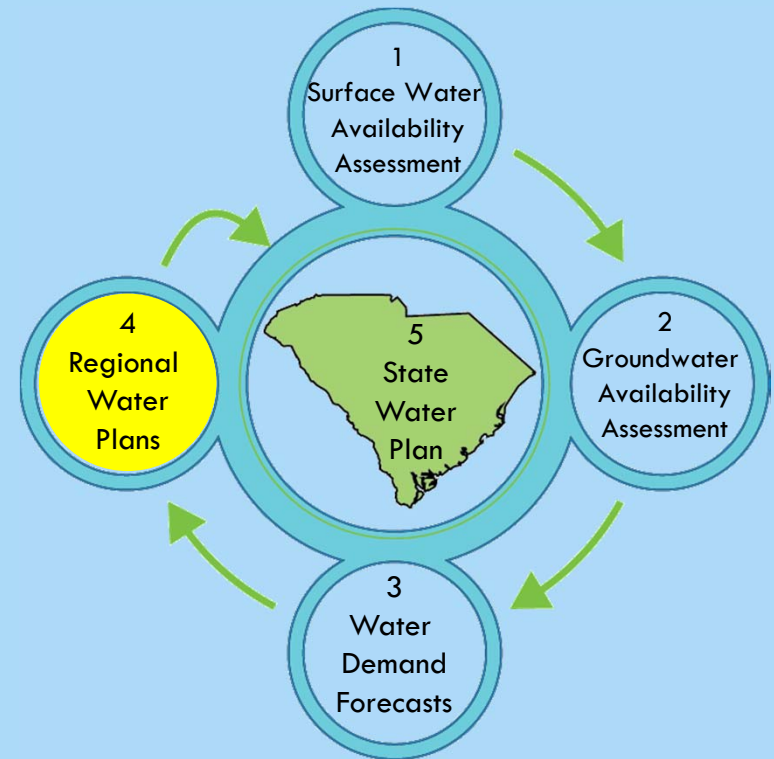 1
Surface Water
Availability
Assessment
2
Groundwater
Availability
Assessment
3
Water
Demand
Forecasts
4
Regional
Water
Plans
5
State
Water
Plan